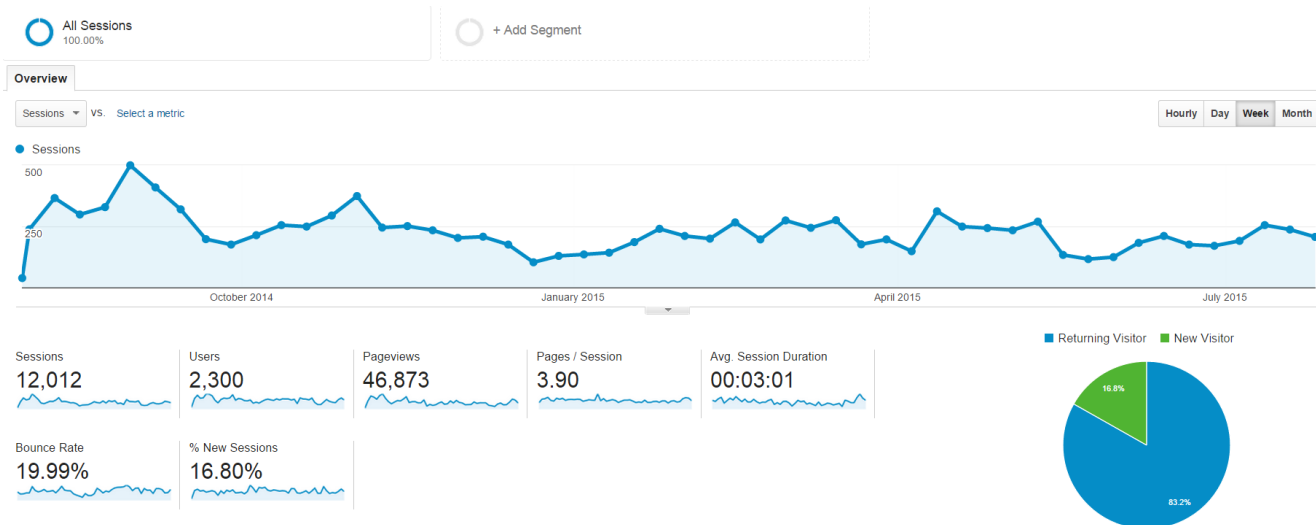 All Sessions
100.00%
+ Add Segment
Overview
Sessions VS. Select a metric
Hourly Day Week Month
Sessions
500
250
October 2014 January 2015 April 2015 July 2015
Returning Visitor New Visitor
Sessions Users Pageviews Pages / Session Avg. Session Duration
12,012 2,300 46,873 3.90 00:03:01
16.8%
Bounce Rate % New Sessions
19.99% 16.80%
83.2%